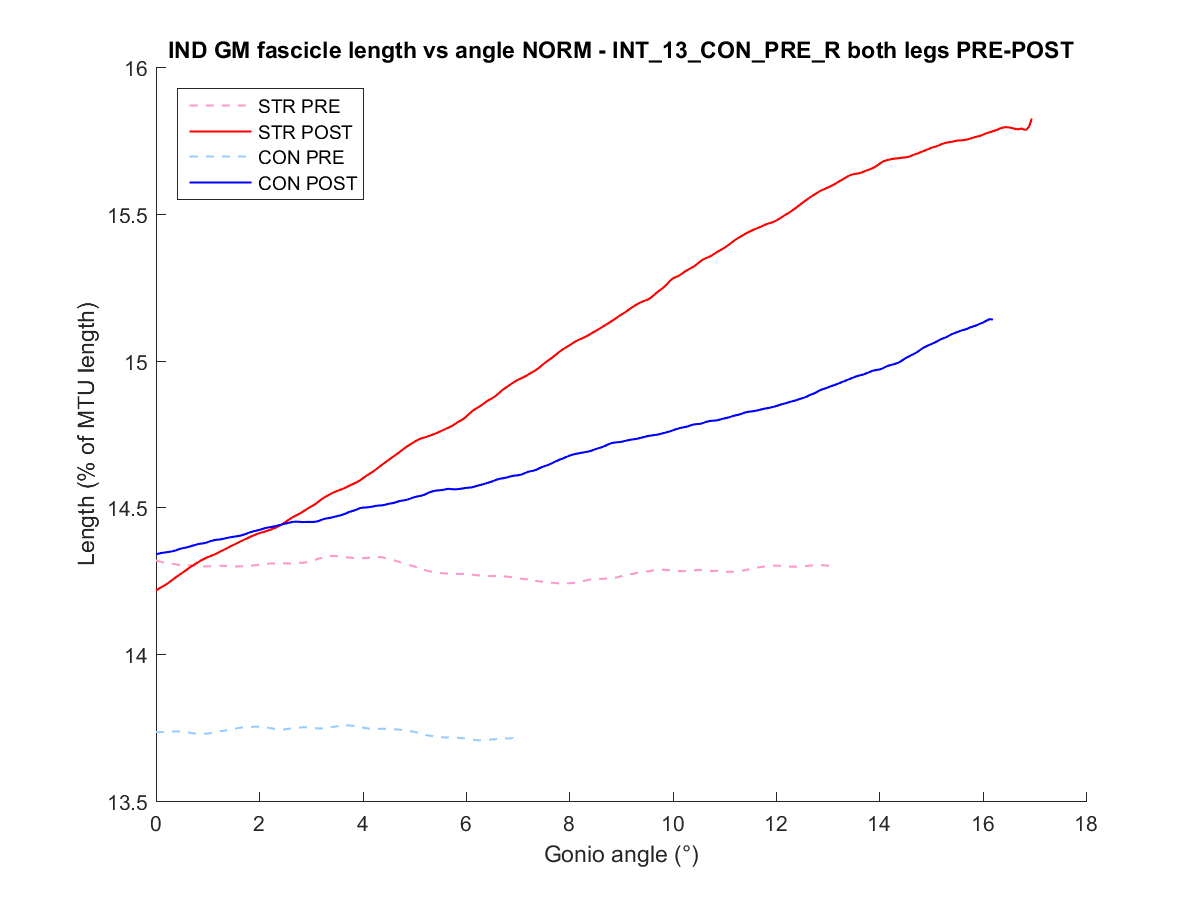 IND GM fascicle length vs angle NORM - INT_13_CON_PRE_R both legs PRE-POST
16
15.5
15
14.5
14
13.5
Length (% of MTU length)
STR PRE
STR POST
CON PRE
CON POST
0 2 4 6 8 10 12 14 16 18
Gonio angle (°)